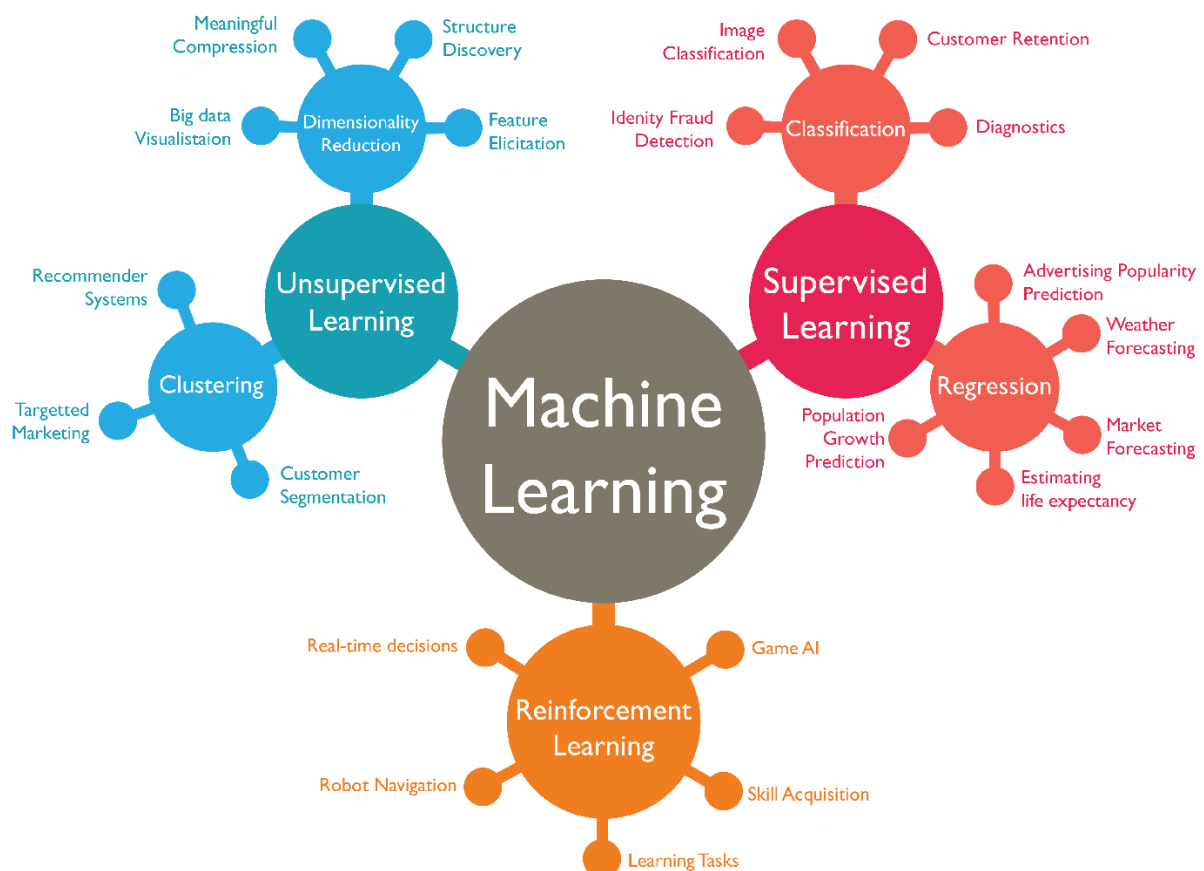 Meaningful
Compression
Structure
Discovery
Big data
Visualistaion
Dimensionality
Reduction
Feature
Elicitation
Image
Classification
Customer Retention
Idenity Fraud
Detection
Classification
Diagnostics
Recommender
Systems
Unsupervised
Learning
Clustering
Targetted
Marketing
Customer
Segmentation
Machine
Learning
Supervised
Learning
Advertising Popularity
Prediction
Weather
Forecasting
Regression
Population
Growth
Prediction
Market
Forecasting
Estimating
life expectancy
Real-time decisions
Game AI
Reinforcement
Learning
Robot Navigation
Skill Acquisition
Learning Tasks